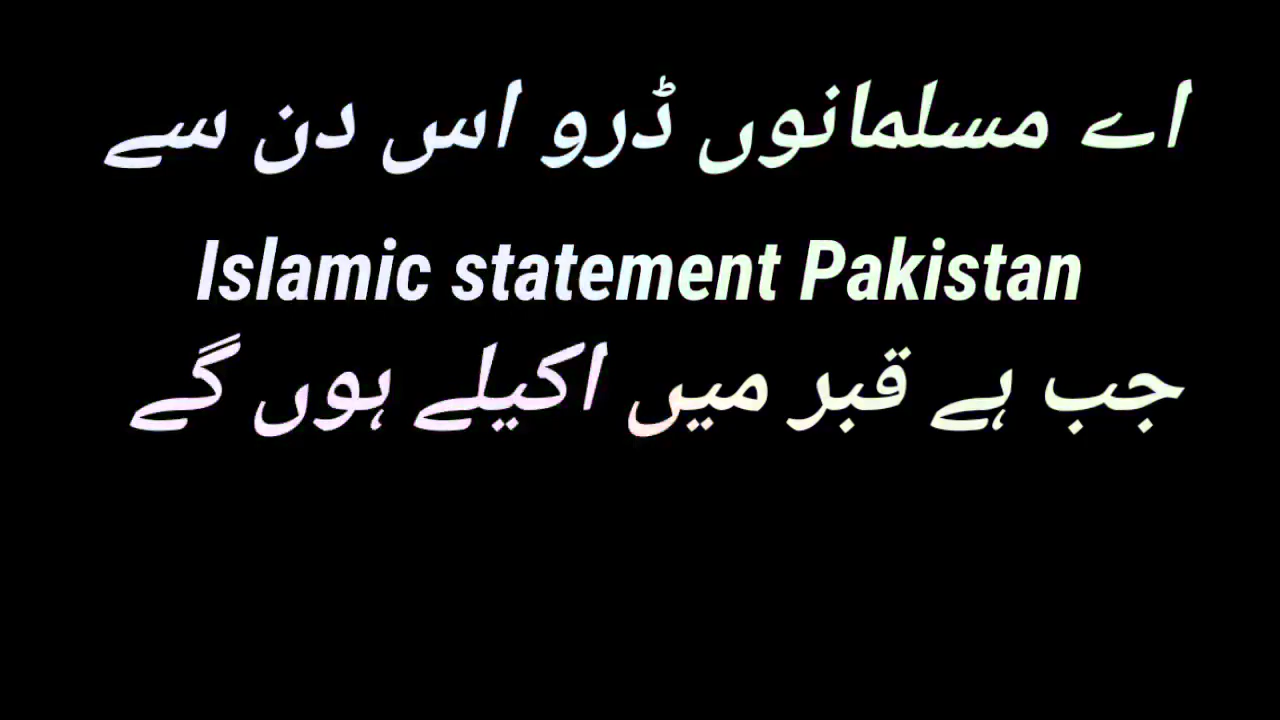 اے مسلمانوں ڈرو اس دن سے
Islamic statement Pakistan
جب ہے قبر میں اکیلے ہوں گے